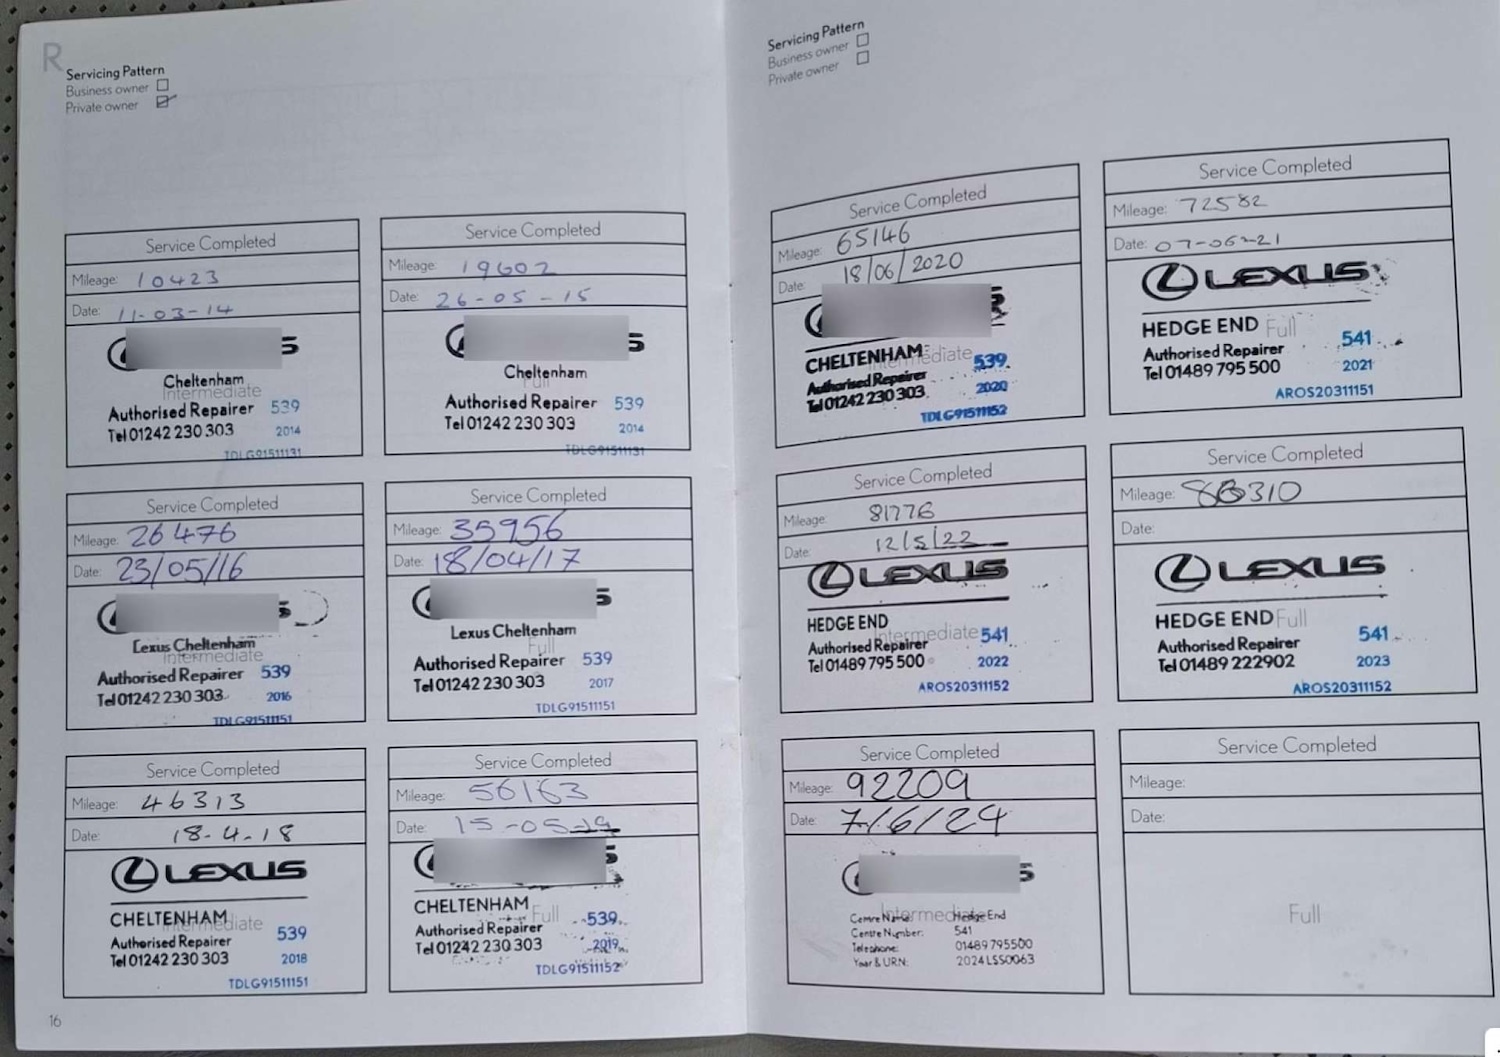 R
Servicing Pattern
Business owner
Private owner
Service Completed
Mileage: 10423
Date: 11-03-14
Cheltenham
Intermediate
Authorised Repairer 539
Tel 01242 230 303 2014
TDLG91511131
Service Completed
Mileage: 19602
Date: 26-05-15
Cheltenham
Full
Authorised Repairer 539
Tel 01242 230 303 2014
TDLG91511131
Service Completed
Mileage: 26476
Date: 23/05/16
Lexus Cheltenham
Intermediate
Authorised Repairer 539
Tel 01242 230 303 2016
TDLG91511151
Service Completed
Mileage: 35956
Date: 18/04/17
Lexus Cheltenham
Full
Authorised Repairer 539
Tel 01242 230 303 2017
TDLG91511151
Service Completed
Mileage: 46313
Date: 18-4-18
LEXUS
CHELTENHAM
Intermediate 539
Authorised Repairer
Tel 01242 230 303 2018
TDLG91511151
Service Completed
Mileage: 56163
Date: 15-05-19
CHELTENHAM
Full 539
Authorised Repairer
Tel 01242 230 303 2019
TDLG91511152
16
Servicing Pattern
Business owner
Private owner
Service Completed
Mileage: 65146
Date: 18/06/2020
CHELTENHAM
Intermediate 539
Authorised Repairer
Tel 01242 230 303 2020
TDLG91511152
Service Completed
Mileage: 72582
Date: 07-06-21
LEXUS
HEDGE END Full
Authorised Repairer 541
Tel 01489 795 500 2021
AROS20311151
Service Completed
Mileage: 81776
Date: 12/5/22
LEXUS
HEDGE END
Intermediate 541
Authorised Repairer
Tel 01489 795 500 2022
AROS20311152
Service Completed
Mileage: 88310
Date:
LEXUS
HEDGE END Full
Authorised Repairer 541
Tel 01489 222902 2023
AROS20311152
Service Completed
Mileage: 92209
Date: 7/6/24
Intermediate
Centre Name: Hedge End
Centre Number: 541
Telephone: 01489 795500
Year & URN: 2024LSS0063
Service Completed
Mileage:
Date:
Full